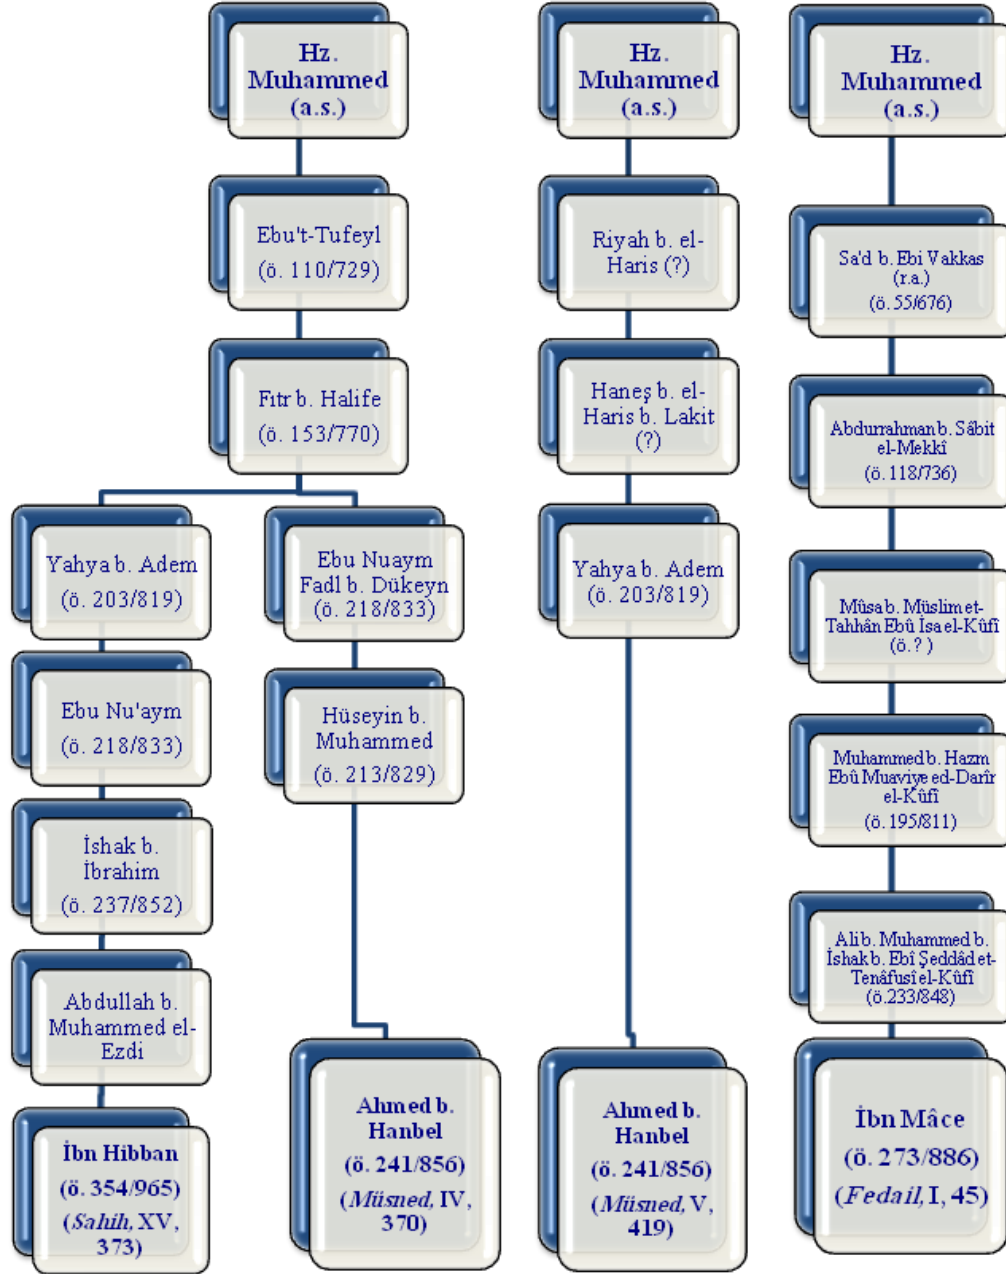 Hz.
Muhammed
(a.s.)
Ebu't-Tufeyl
(ö. 110/729)
Fıtr b. Halife
(ö. 153/770)
Yahya b. Adem
(ö. 203/819)
Ebu Nu'aym
(ö. 218/833)
İshak b.
İbrahim
(ö. 237/852)
Abdullah b.
Muhammed el-
Ezdi
İbn Hibban
(ö. 354/965)
(Sahih, XV,
373)
Ebu Nuaym
Fadl b. Dükeyn
(ö. 218/833)
Hüseyin b.
Muhammed
(ö. 213/829)
Ahmed b.
Hanbel
(ö. 241/856)
(Müsned, IV,
370)
Hz.
Muhammed
(a.s.)
Riyah b. el-
Haris (?)
Haneş b. el-
Haris b. Lakit
(?)
Yahya b. Adem
(ö. 203/819)
Ahmed b.
Hanbel
(ö. 241/856)
(Müsned, V,
419)
Hz.
Muhammed
(a.s.)
Sa'd b. Ebi Vakkas
(r.a.)
(ö. 55/676)
Abdurrahman b. Sâbit
el-Mekkî
(ö. 118/736)
Mûsa b. Müslim et-
Tahhân Ebû İsa el-Kûfî
(ö. ? )
Muhammed b. Hazm
Ebû Muaviye ed-Darîr
el-Kûfî
(ö. 195/811)
Ali b. Muhammed b.
İshak b. Ebî Şeddâd et-
Tenâfusî el-Kûfî
(ö. 233/848)
İbn Mâce
(ö. 273/886)
(Fedail, I, 45)